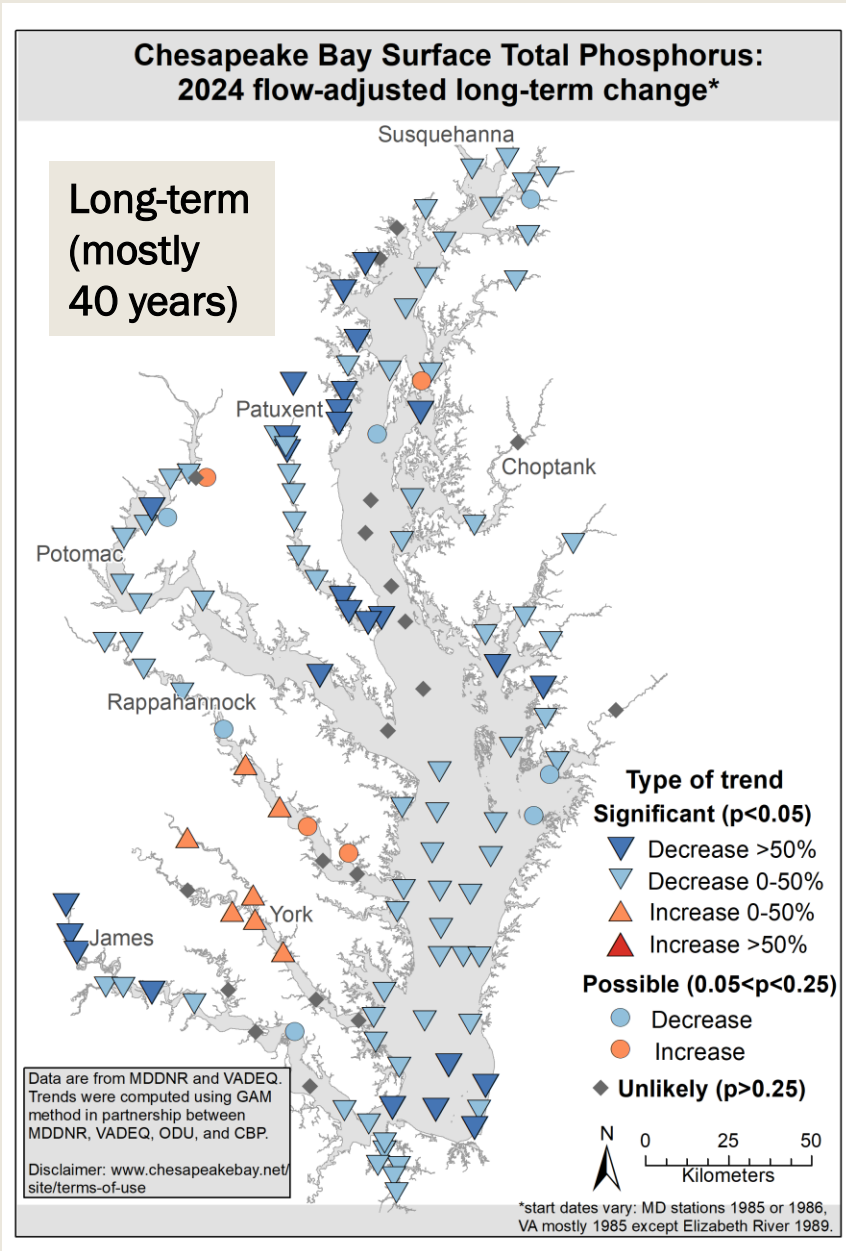 Chesapeake Bay Surface Total Phosphorus:
2024 flow-adjusted long-term change*
Susquehanna
Long-term
(mostly
40 years)
Patuxent
Choptank
Potomac
Rappahannock
York
James
Type of trend
Significant (p<0.05)
Decrease >50%
Decrease 0-50%
Increase 0-50%
Increase >50%
Possible (0.05<p<0.25)
Decrease
Increase
Unlikely (p>0.25)
Data are from MDDNR and VADEQ.
Trends were computed using GAM
method in partnership between
MDDNR, VADEQ, ODU, and CBP.
Disclaimer: www.chesapeakebay.net/
site/terms-of-use
N
0 25 50
Kilometers
*start dates vary: MD stations 1985 or 1986,
VA mostly 1985 except Elizabeth River 1989.